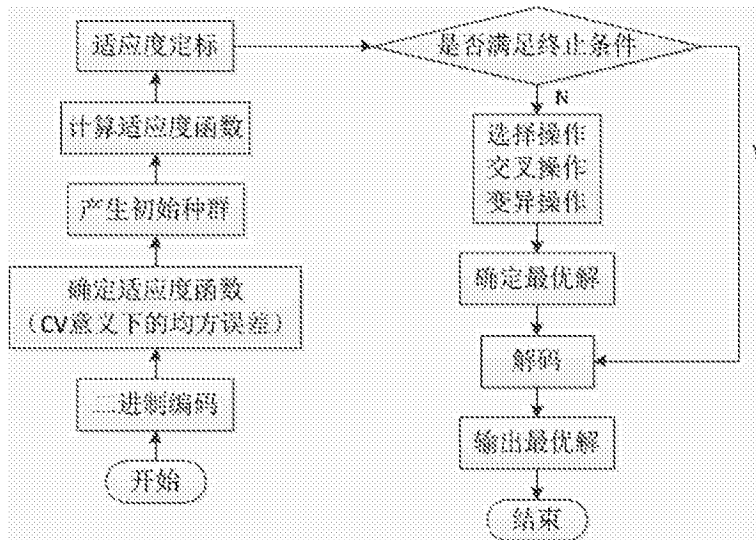 适应度定标
是否满足终止条件
N
Y
计算适应度函数
选择操作
交叉操作
变异操作
产生初始种群
确定最优解
确定适应度函数
（CV意义下的均方误差）
解码
二进制编码
输出最优解
开始
结束